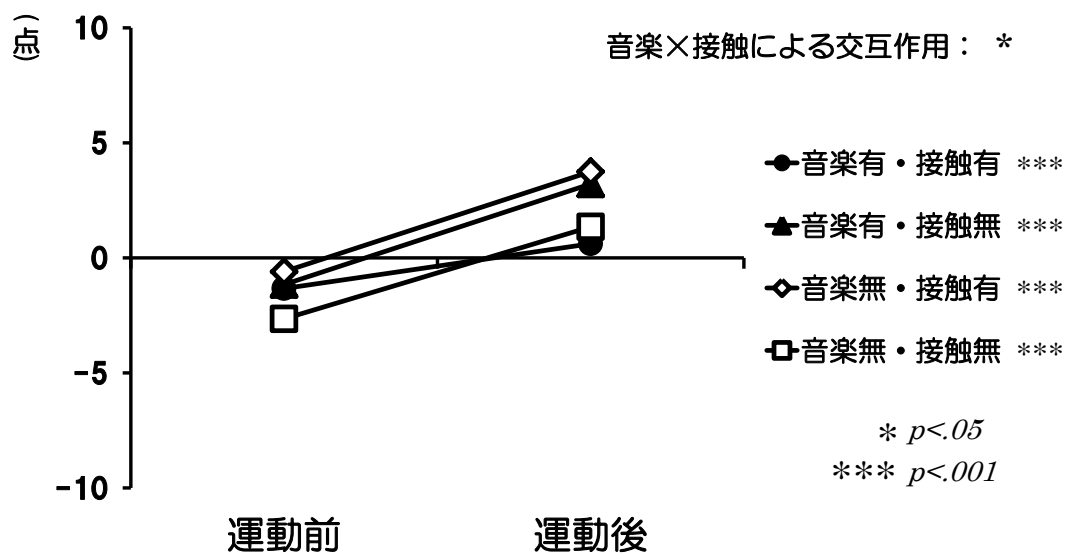 (点)
10
音楽×接触による交互作用： *
5
音楽有・接触有 ***
音楽有・接触無 ***
0
音楽無・接触有 ***
音楽無・接触無 ***
-5
* p<.05
*** p<.001
-10
運動前 運動後